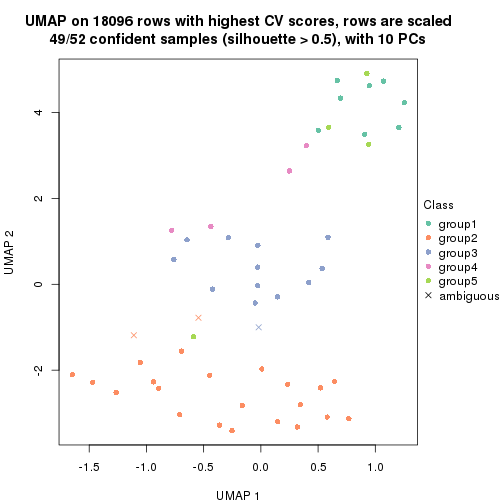 UMAP on 18096 rows with highest CV scores, rows are scaled
49/52 confident samples (silhouette > 0.5), with 10 PCs
4
2
0
-2
UMAP 2
-1.5 -1.0 -0.5 0.0 0.5 1.0
UMAP 1
Class
group1
group2
group3
group4
group5
ambiguous